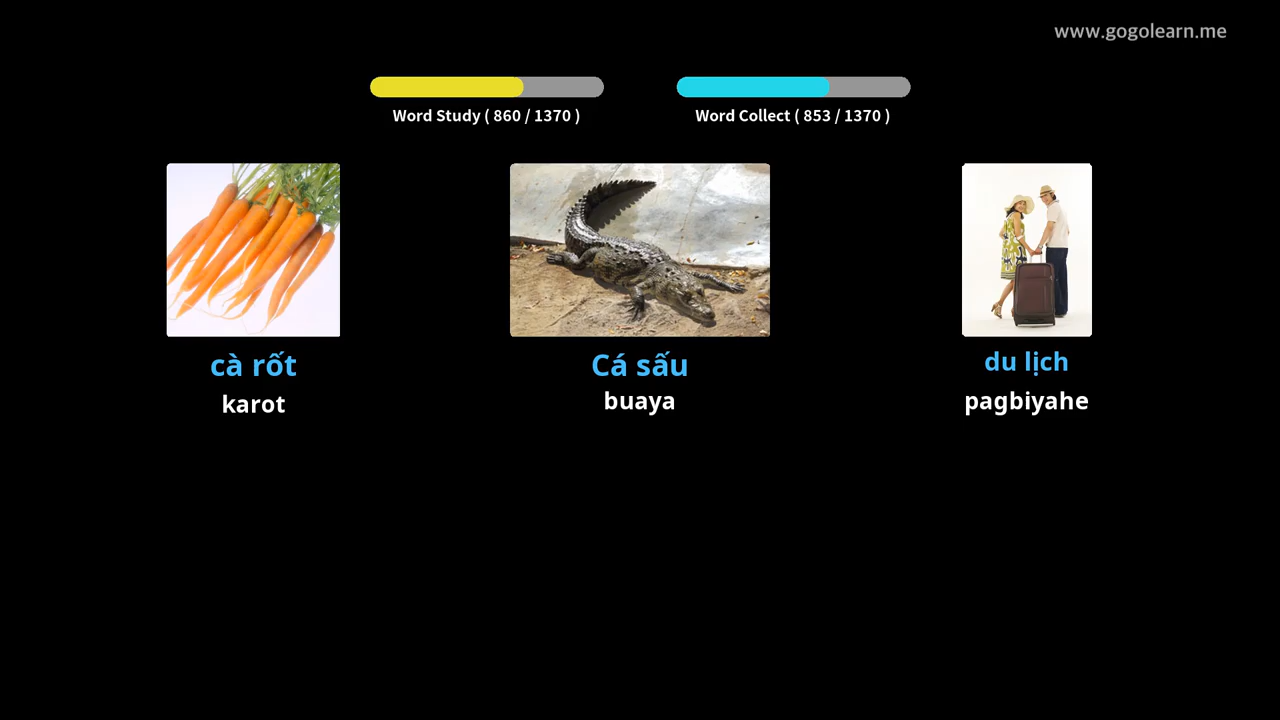 www.gogolearn.me
Word Study ( 860 / 1370 )
Word Collect ( 853 / 1370 )
cà rốt
karot
Cá sấu
buaya
du lịch
pagbiyahe